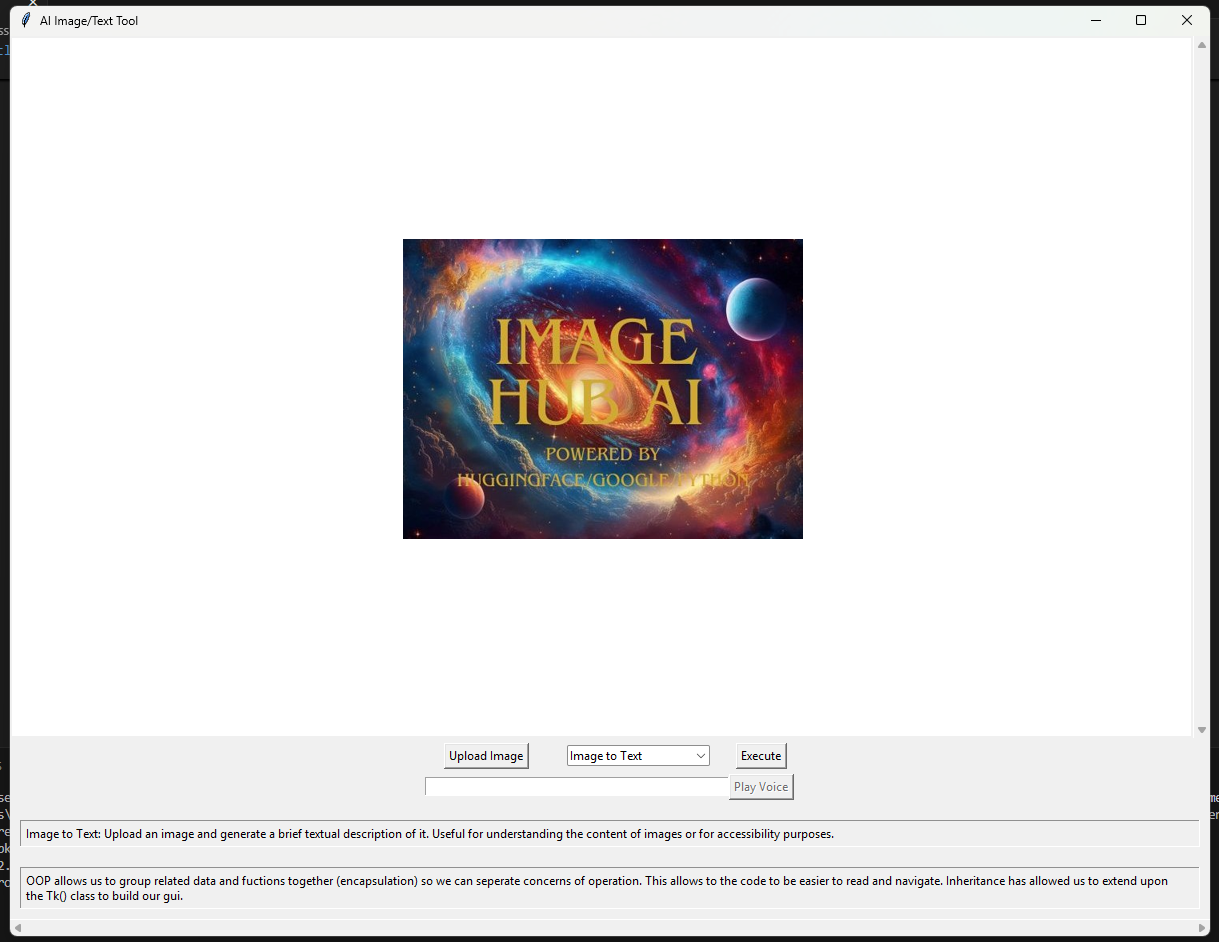 AI Image/Text Tool
IMAGE
HUB AI
POWERED BY
HUGGINGFACE/GOOGLE/PYTHON
Upload Image
Image to Text
Execute
Play Voice
Image to Text: Upload an image and generate a brief textual description of it. Useful for understanding the content of images or for accessibility purposes.
OOP allows us to group related data and fuctions together (encapsulation) so we can seperate concerns of operation. This allows to the code to be easier to read and navigate. Inheritance has allowed us to extend upon
the Tk() class to build our gui.